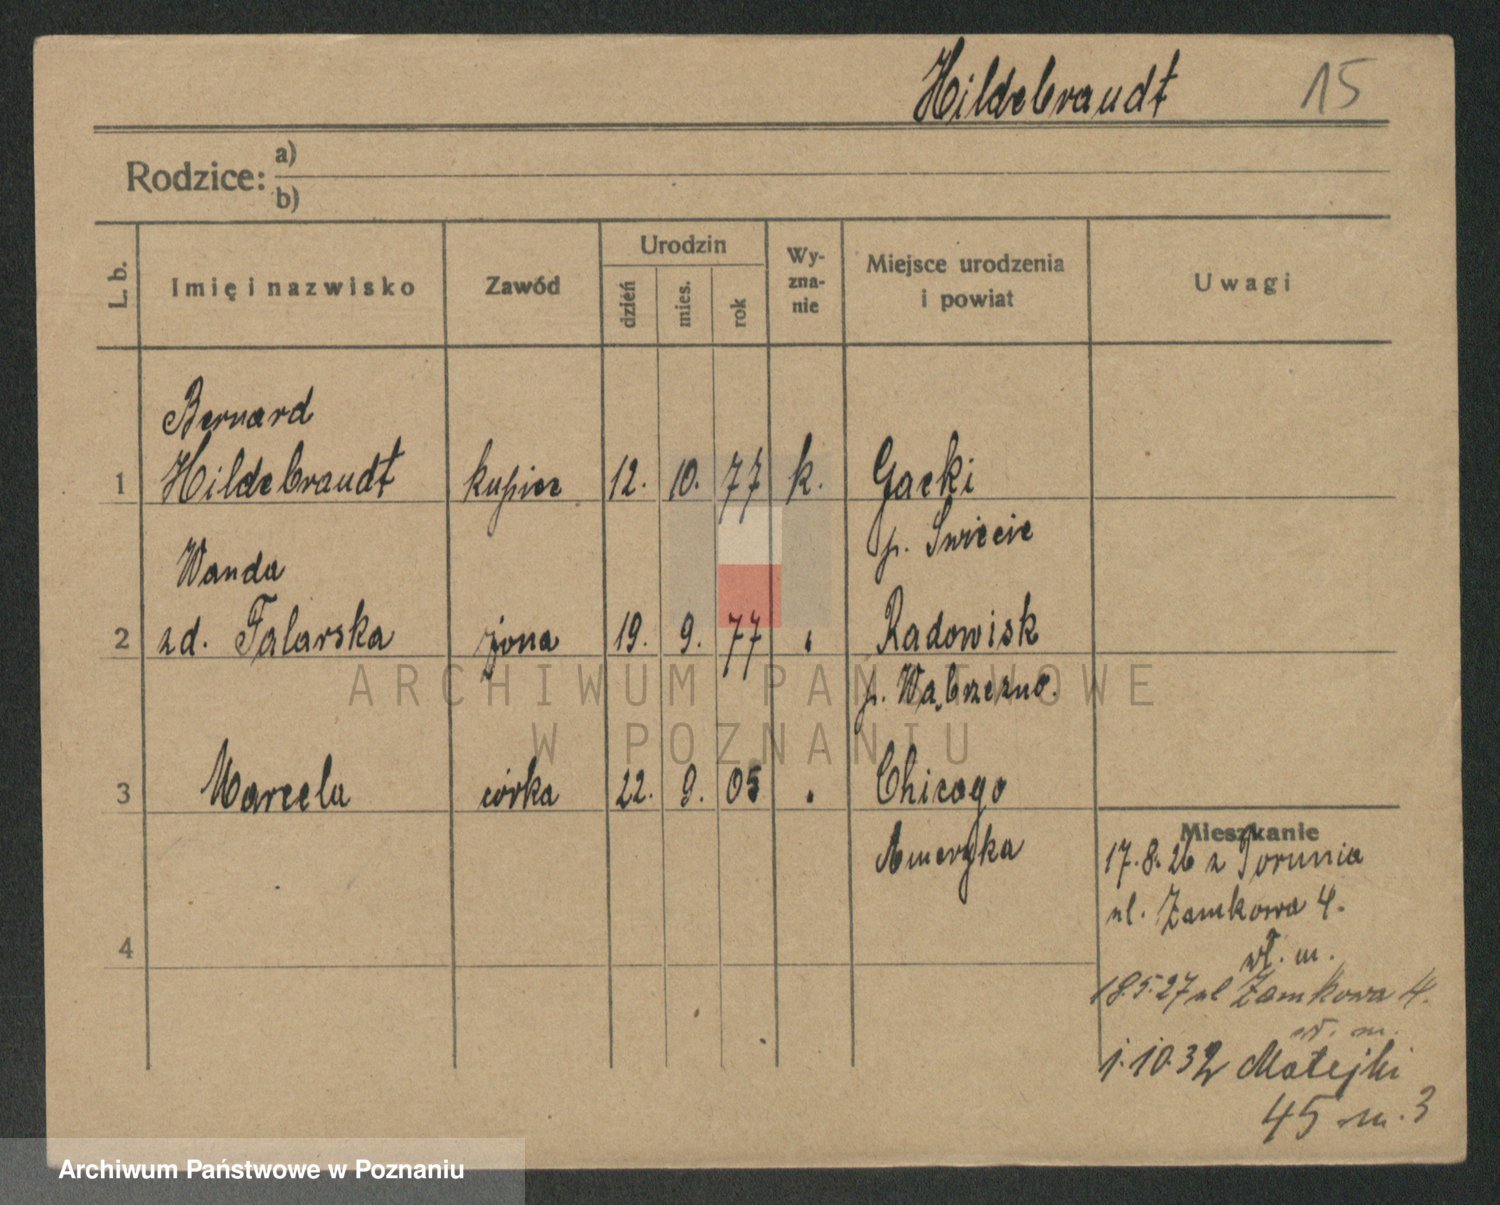 Hildebrandt 15
Rodzice: a)
b)
L. b. Imię i nazwisko Zawód Urodzin dzień mies. rok Wy-zna-nie Miejsce urodzenia i powiat Uwagi
Bernard
1 Hildebrandt kupiec 12. 10. 77 k. Gacki
p. Swiecie
Wanda
2 zd. Falarska żona 19. 9. 77 " Radowisk
p. Wąbrzezno.
3 Marcela córka 22. 9. 05 " Chicago
Ameryka
Mieszkanie
17.8.26 z Torunia
ul. Zamkowa 4.
wł. m.
4
18.5.27 ul Zamkowa 4.
wł. m.
1.10.32 Matejki
45 m. 3
ARCHIWUM PAŃSTWOWE
W POZNANIU
Archiwum Państwowe w Poznaniu